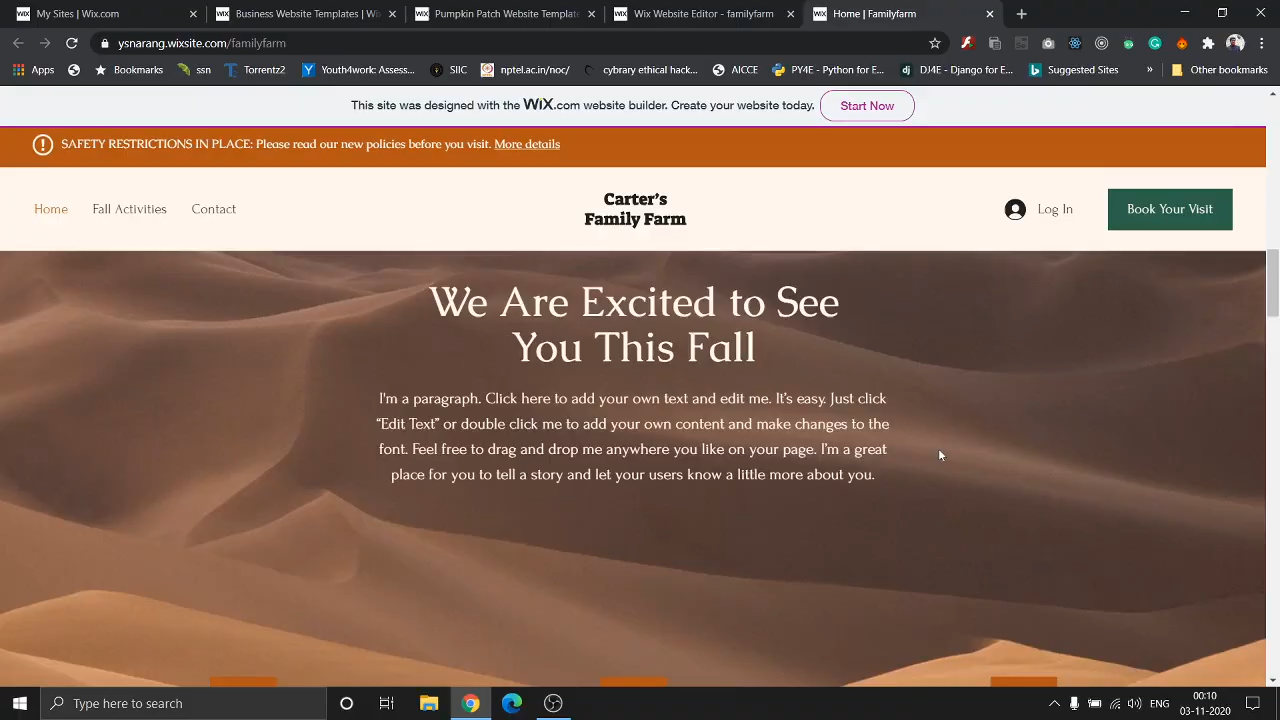 My Sites | Wix.com
Business Website Templates | Wi
Pumpkin Patch Website Template
Wix Website Editor - familyfarm
Home | Familyfarm
ysnarang.wixsite.com/familyfarm
Apps
Bookmarks
ssn
Torrentz2
Youth4work: Assess...
SIIC
nptel.ac.in/noc/
cybrary ethical hack...
AICCE
PY4E - Python for E...
DJ4E - Django for E...
Suggested Sites
»
Other bookmarks
This site was designed with the WiX.com website builder. Create your website today.
Start Now
SAFETY RESTRICTIONS IN PLACE: Please read our new policies before you visit. More details
Home
Fall Activities
Contact
Carter's
Family Farm
Log In
Book Your Visit
We Are Excited to See
You This Fall
I'm a paragraph. Click here to add your own text and edit me. It's easy. Just click
“Edit Text” or double click me to add your own content and make changes to the
font. Feel free to drag and drop me anywhere you like on your page. I'm a great
place for you to tell a story and let your users know a little more about you.
Type here to search
ENG
00:10
03-11-2020